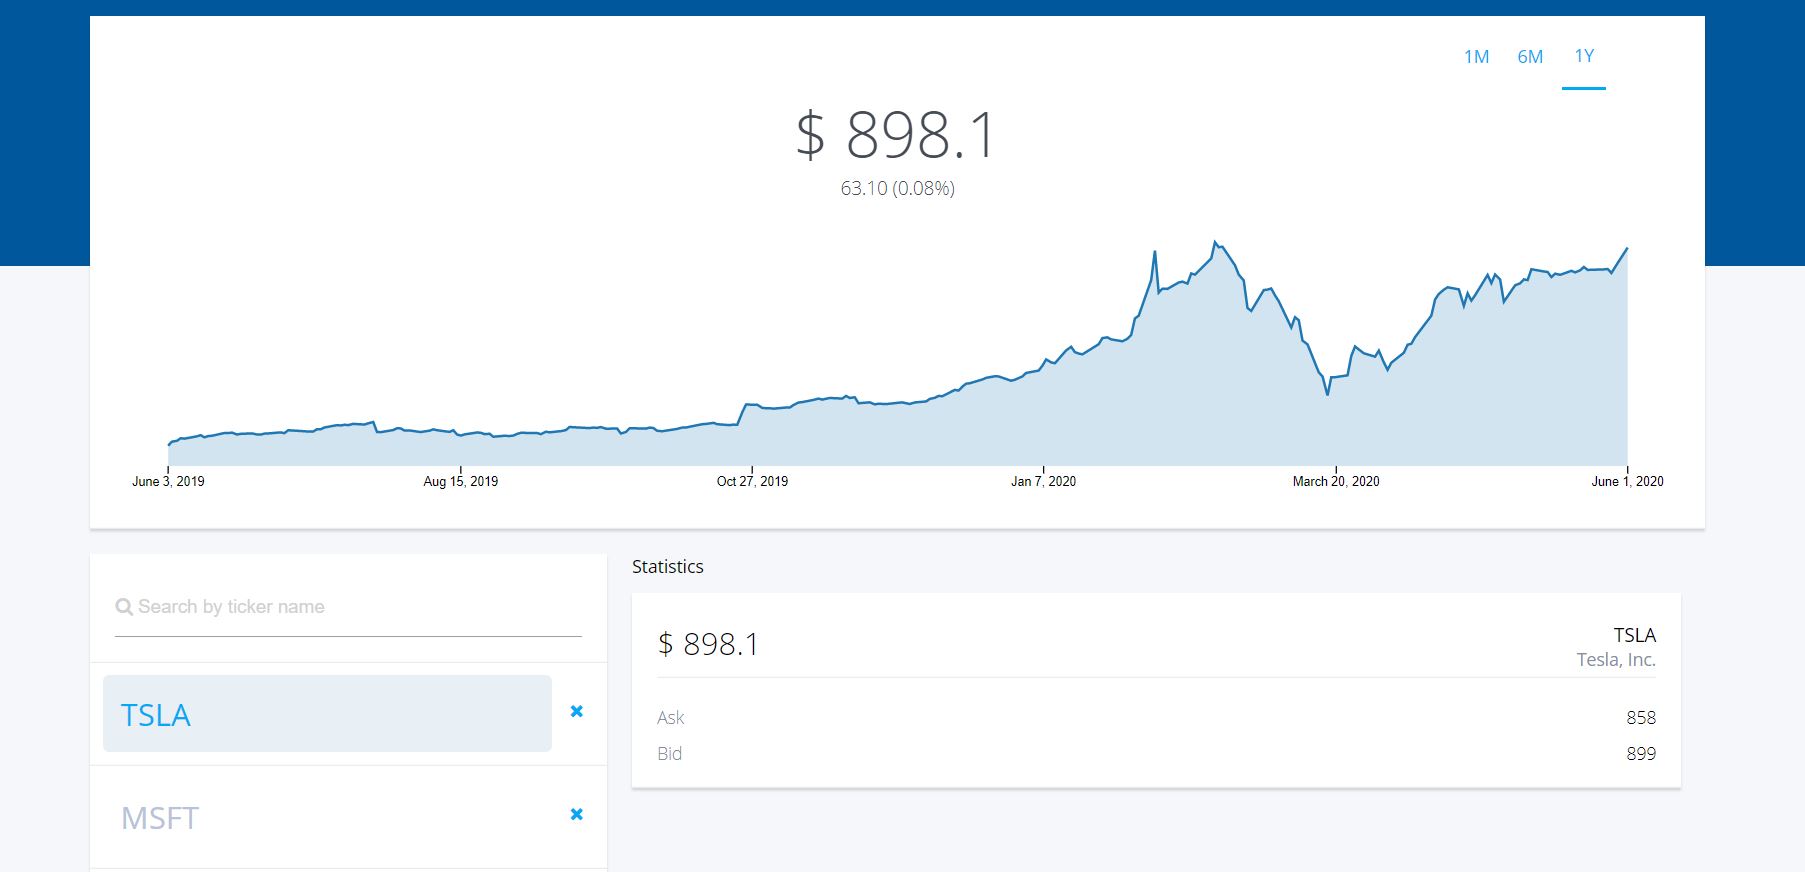 1M 6M 1Y
$ 898.1
63.10 (0.08%)
June 3, 2019 Aug 15, 2019 Oct 27, 2019 Jan 7, 2020 March 20, 2020 June 1, 2020
Search by ticker name
TSLA
MSFT
Statistics
$ 898.1
TSLA
Tesla, Inc.
Ask 858
Bid 899